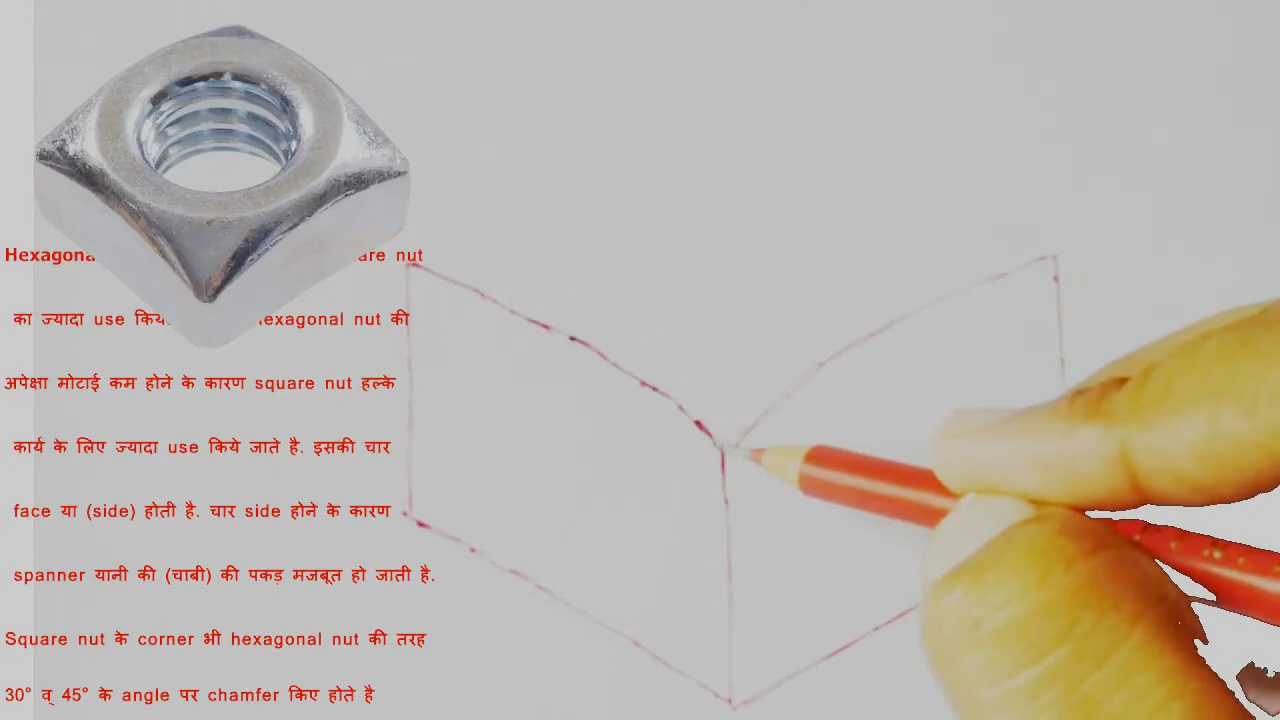 Hexagona are nut
का ज्यादा use किय exagonal nut की
अपेक्षा मोटाई कम होने के कारण square nut हल्के
कार्य के लिए ज्यादा use किये जाते है. इसकी चार
face या (side) होती है. चार side होने के कारण
spanner यानी की (चाबी) की पकड़ मजबूत हो जाती है.
Square nut के corner भी hexagonal nut की तरह
30° व् 45° के angle पर chamfer किए होते है